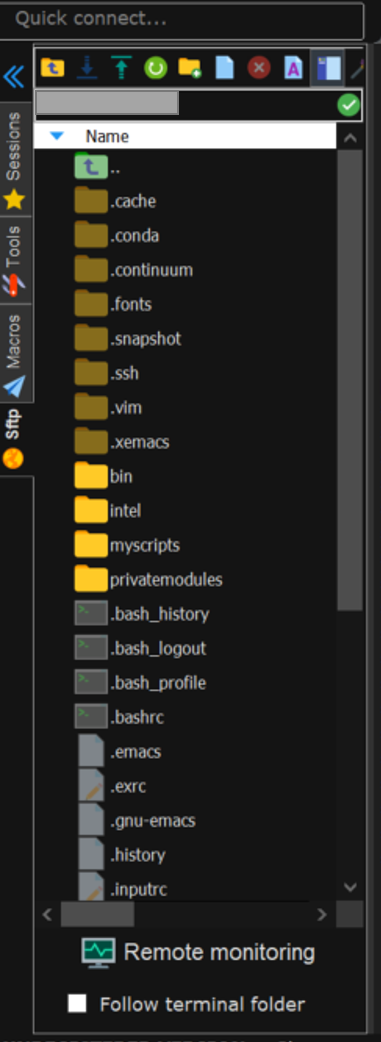 Quick connect...
Sessions
Tools
Macros
Sftp
Name
..
.cache
.conda
.continuum
.fonts
.snapshot
.ssh
.vim
.xemacs
bin
intel
myscripts
privatemodules
.bash_history
.bash_logout
.bash_profile
.bashrc
.emacs
.exrc
.gnu-emacs
.history
.inputrc
Remote monitoring
Follow terminal folder